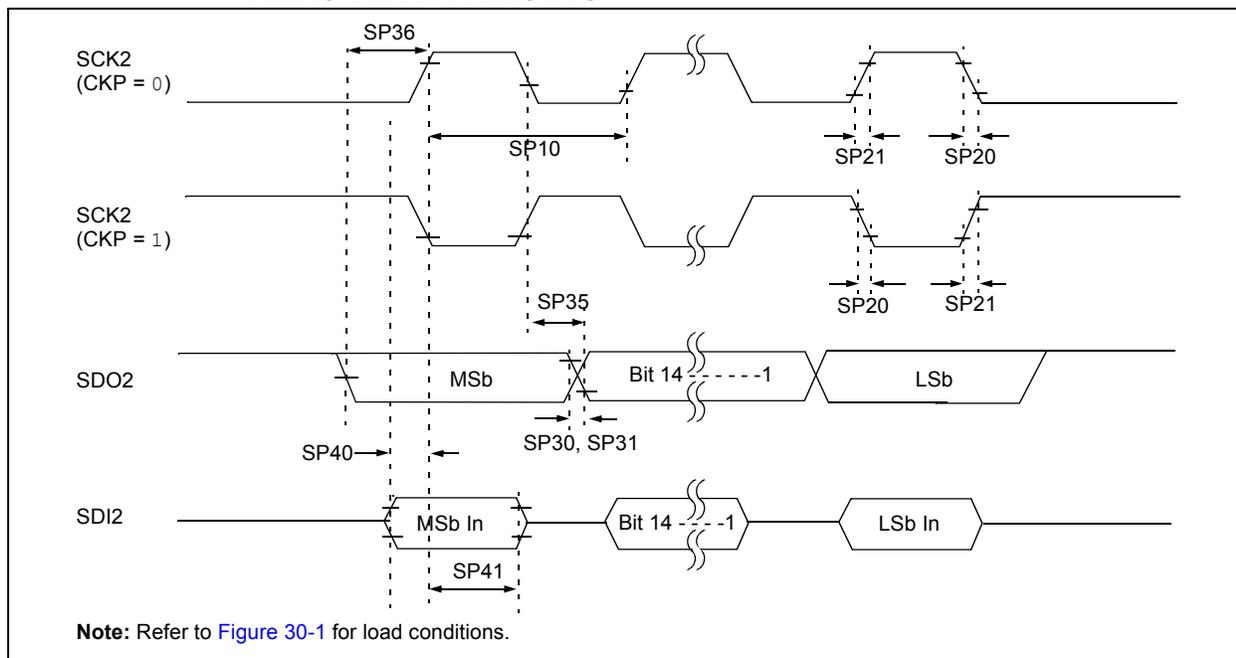 SP36
SCK2
(CKP = 0)
SP10
SP21
SP20
SCK2
(CKP = 1)
SP35
SP20
SP21
SDO2
MSb
Bit 14 - - - - - -1
LSb
SP30, SP31
SP40
SDI2
MSb In
Bit 14 - - - -1
LSb In
SP41
Note: Refer to Figure 30-1 for load conditions.